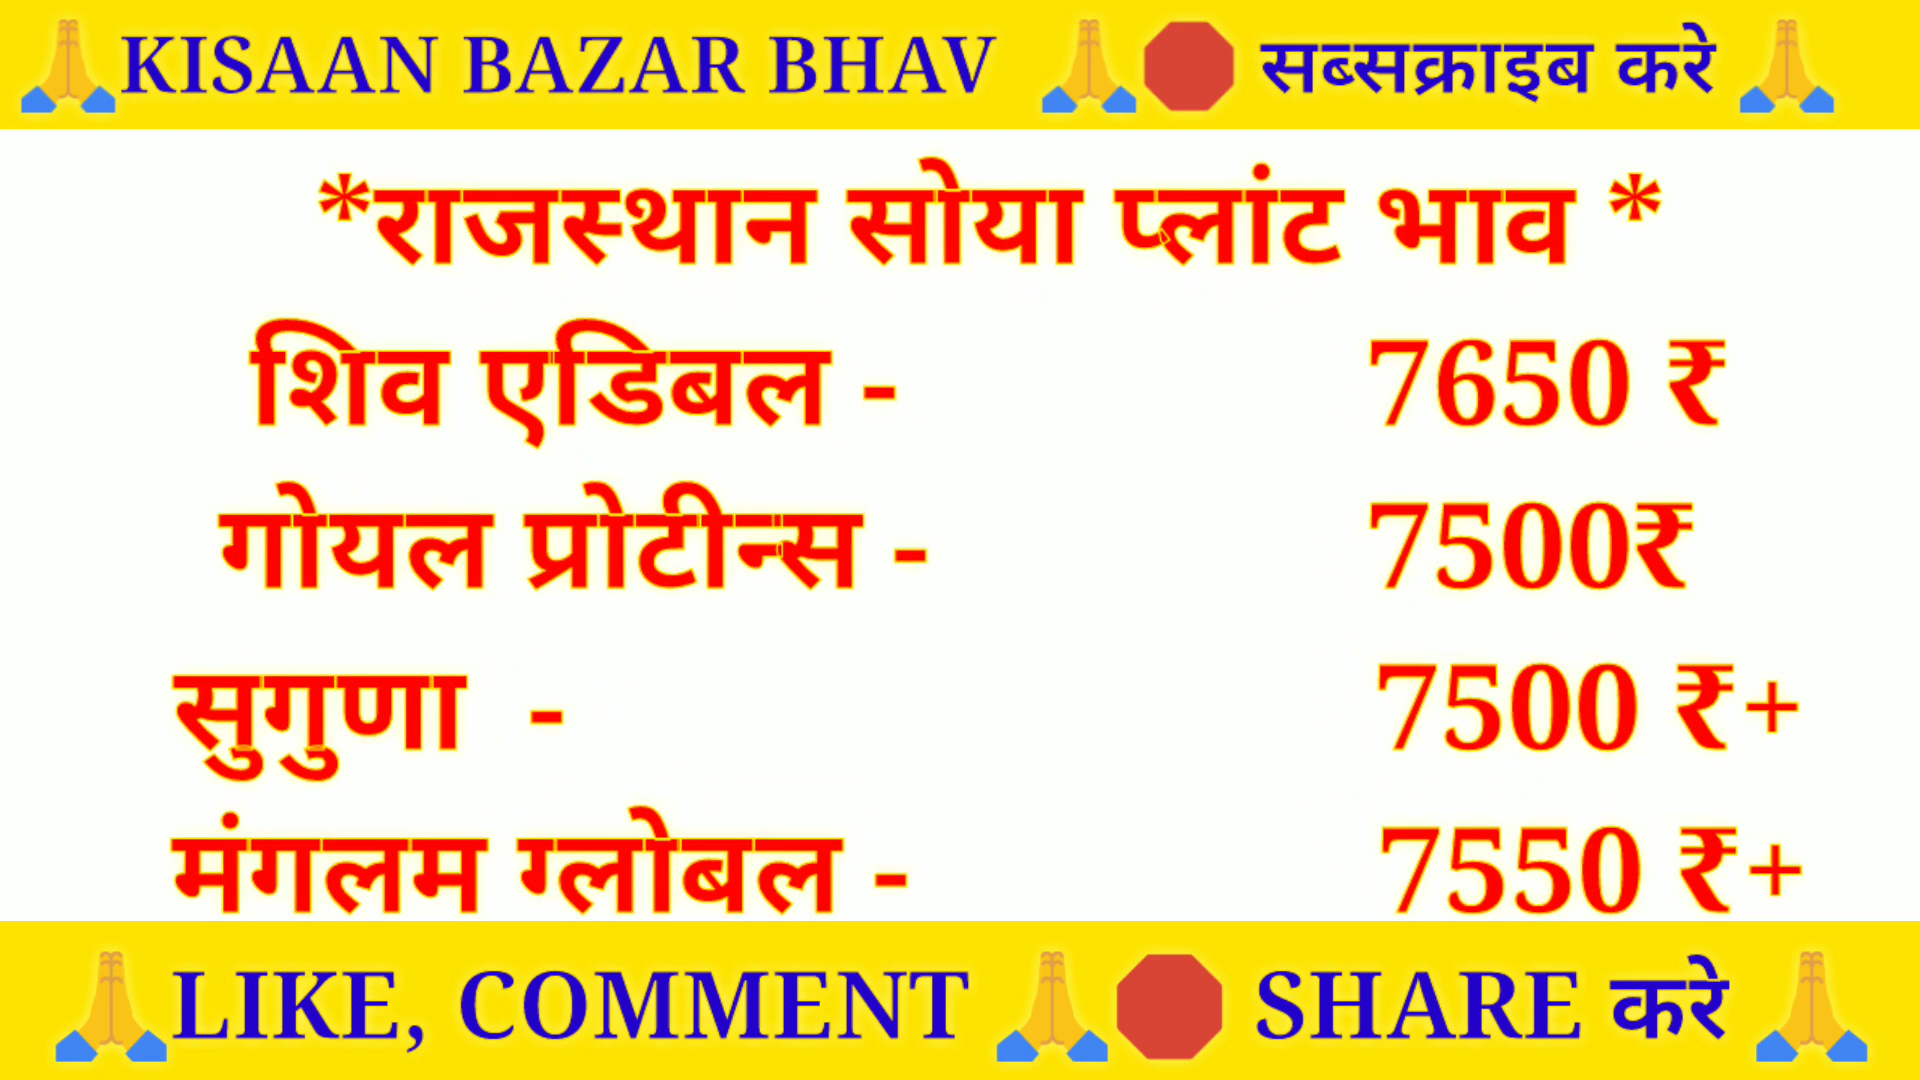 🙏KISAAN BAZAR BHAV 🙏🛑 सब्सक्राइब करे 🙏
*राजस्थान सोया प्लांट भाव *
शिव एडिबल - 7650 ₹
गोयल प्रोटीन्स - 7500₹
सुगुणा - 7500 ₹+
मंगलम ग्लोबल - 7550 ₹+
🙏LIKE, COMMENT 🙏🛑 SHARE करे 🙏